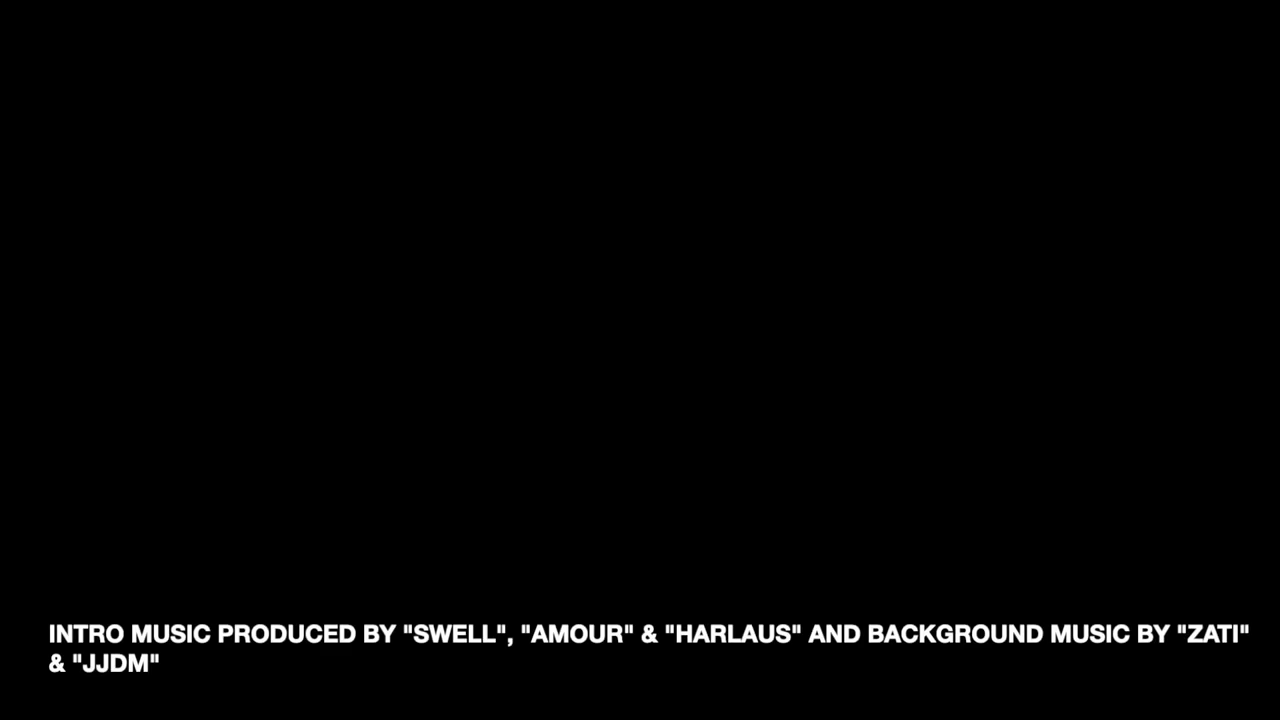 INTRO MUSIC PRODUCED BY "SWELL", "AMOUR" & "HARLAUS" AND BACKGROUND MUSIC BY "ZATI"
& "JJDM"